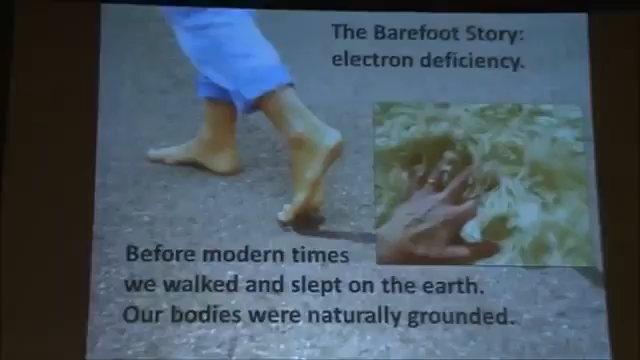 The Barefoot Story:
electron deficiency.
Before modern times
we walked and slept on the earth.
Our bodies were naturally grounded.